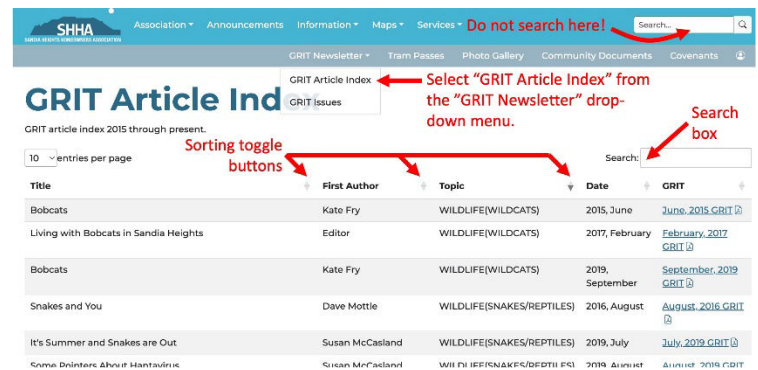 SHHA
SANDIA HEIGHTS HOMEOWNERS ASSOCIATION
Association Announcements Information Maps Services Do not search here! Search...
GRIT Newsletter Tram Passes Photo Gallery Community Documents Covenants
GRIT Article Index
GRIT Issues
Select “GRIT Article Index” from
the “GRIT Newsletter” drop-
down menu.
GRIT Article Index
GRIT article index 2015 through present.
Search
box
Sorting toggle
buttons
10 entries per page Search:
Title First Author Topic Date GRIT
Bobcats Kate Fry WILDLIFE(WILDCATS) 2015, June June, 2015 GRIT
Living with Bobcats in Sandia Heights Editor WILDLIFE(WILDCATS) 2017, February February, 2017
GRIT
Bobcats Kate Fry WILDLIFE(WILDCATS) 2019, September, 2019
September GRIT
Snakes and You Dave Mottle WILDLIFE(SNAKES/REPTILES) 2016, August August, 2016 GRIT
It's Summer and Snakes are Out Susan McCasland WILDLIFE(SNAKES/REPTILES) 2019, July July, 2019 GRIT
Some Pointers About Hantavirus Susan McCasland WILDLIFE(SNAKES/REPTILES) 2019, August August, 2019 GRIT